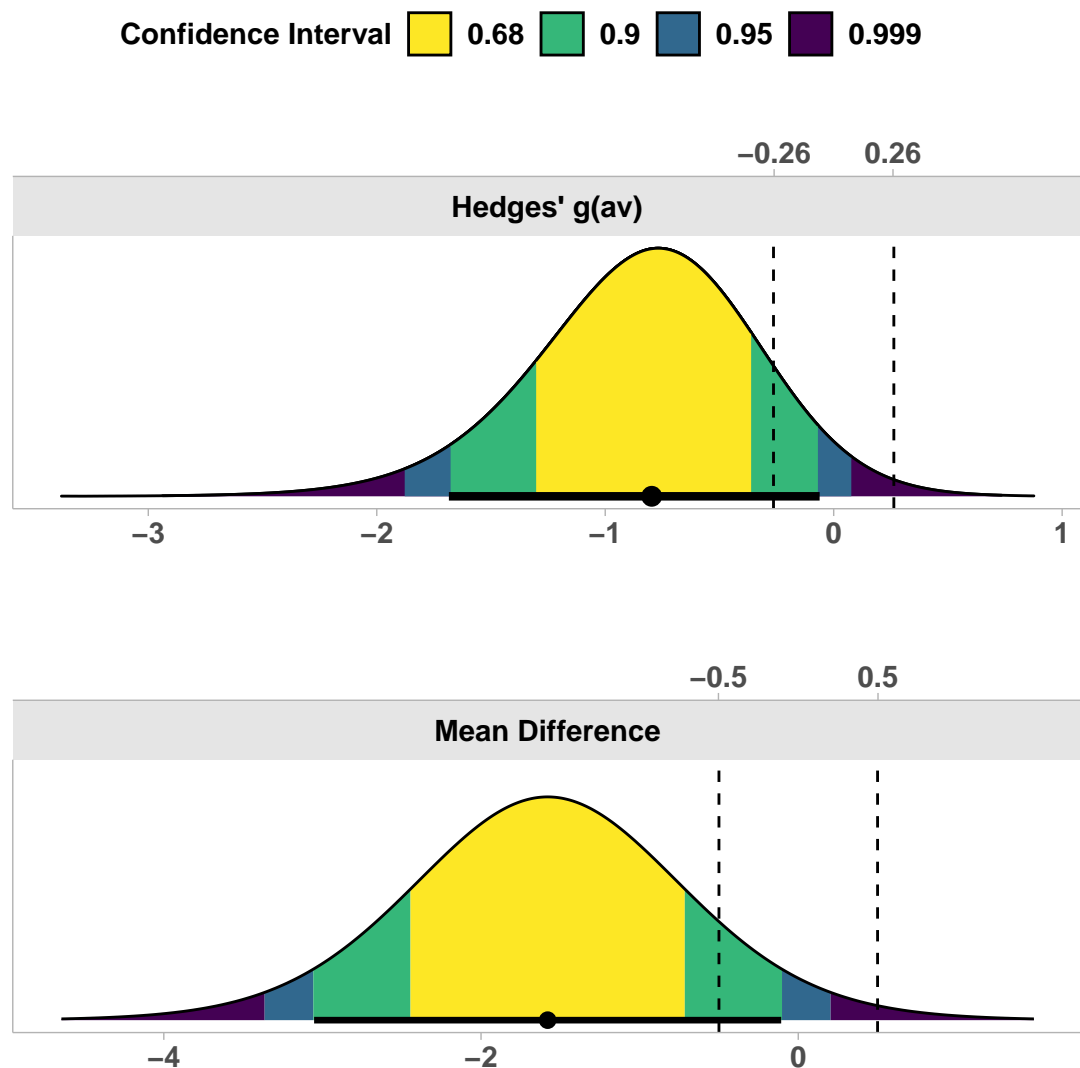 Confidence Interval 0.68 0.9 0.95 0.999
−0.26 0.26
Hedges' g(av)
−3 −2 −1 0 1
−0.5 0.5
Mean Difference
−4 −2 0